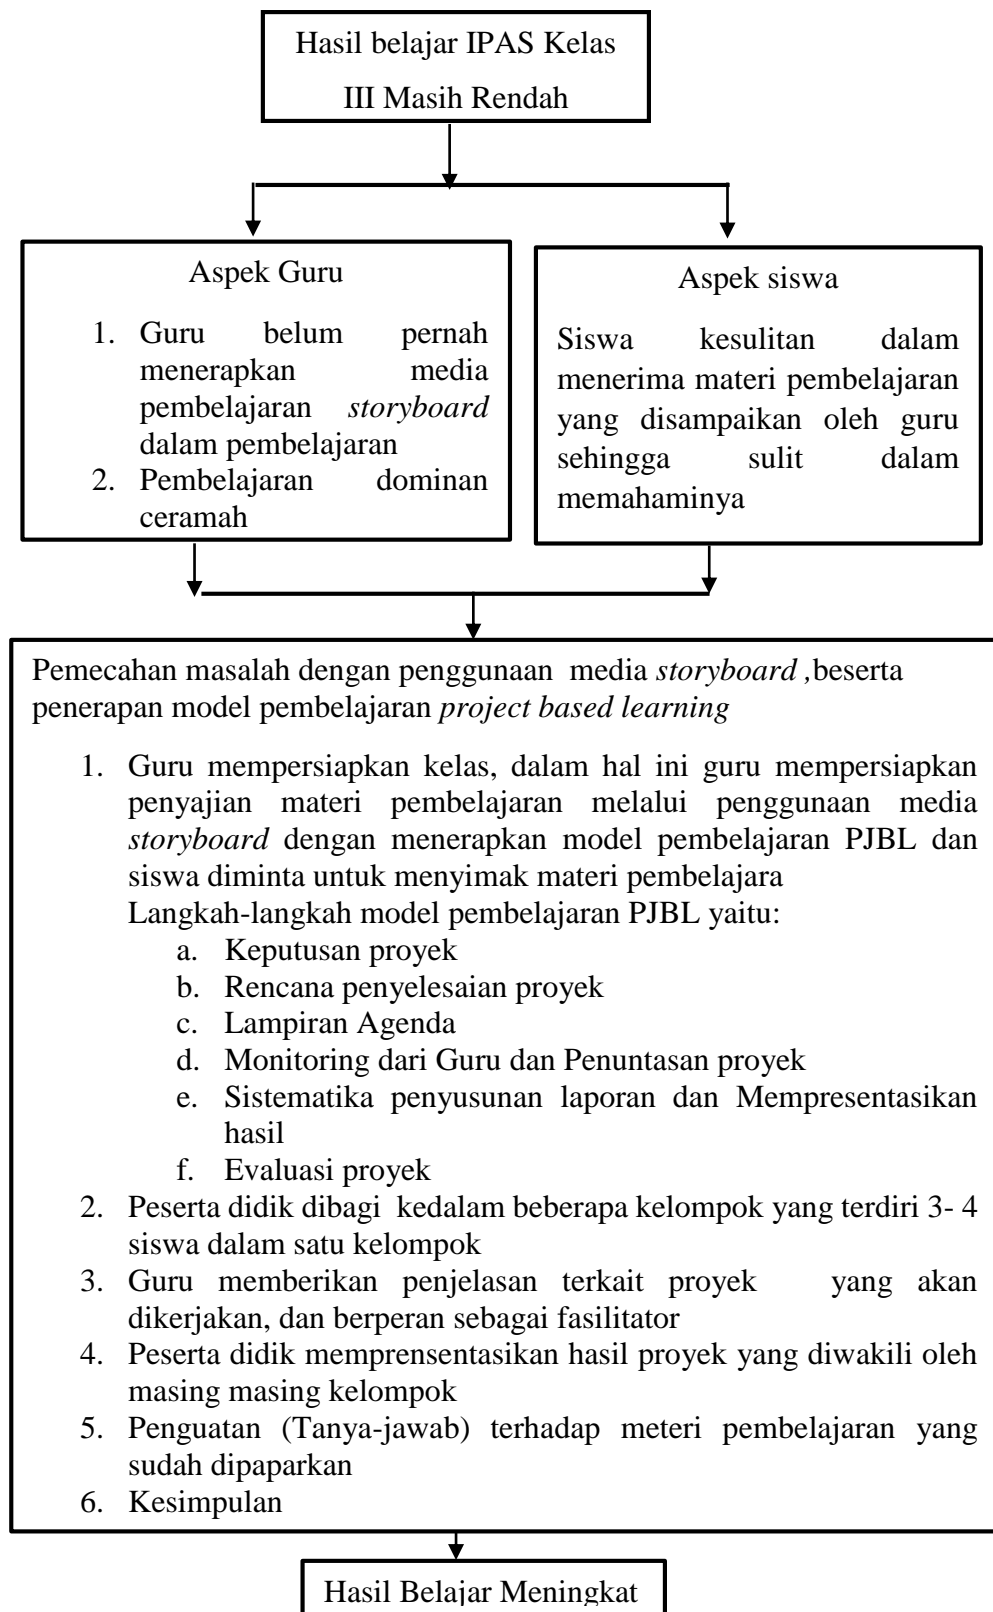 Hasil belajar IPAS Kelas
III Masih Rendah
Aspek Guru
1. Guru belum pernah
menerapkan media
pembelajaran storyboard
dalam pembelajaran
2. Pembelajaran dominan
ceramah
Aspek siswa
Siswa kesulitan dalam
menerima materi pembelajaran
yang disampaikan oleh guru
sehingga sulit dalam
memahaminya
Pemecahan masalah dengan penggunaan media storyboard ,beserta
penerapan model pembelajaran project based learning
1. Guru mempersiapkan kelas, dalam hal ini guru mempersiapkan
penyajian materi pembelajaran melalui penggunaan media
storyboard dengan menerapkan model pembelajaran PJBL dan
siswa diminta untuk menyimak materi pembelajara
Langkah-langkah model pembelajaran PJBL yaitu:
a. Keputusan proyek
b. Rencana penyelesaian proyek
c. Lampiran Agenda
d. Monitoring dari Guru dan Penuntasan proyek
e. Sistematika penyusunan laporan dan Mempresentasikan
hasil
f. Evaluasi proyek
2. Peserta didik dibagi kedalam beberapa kelompok yang terdiri 3- 4
siswa dalam satu kelompok
3. Guru memberikan penjelasan terkait proyek yang akan
dikerjakan, dan berperan sebagai fasilitator
4. Peserta didik memprensentasikan hasil proyek yang diwakili oleh
masing masing kelompok
5. Penguatan (Tanya-jawab) terhadap meteri pembelajaran yang
sudah dipaparkan
6. Kesimpulan
Hasil Belajar Meningkat